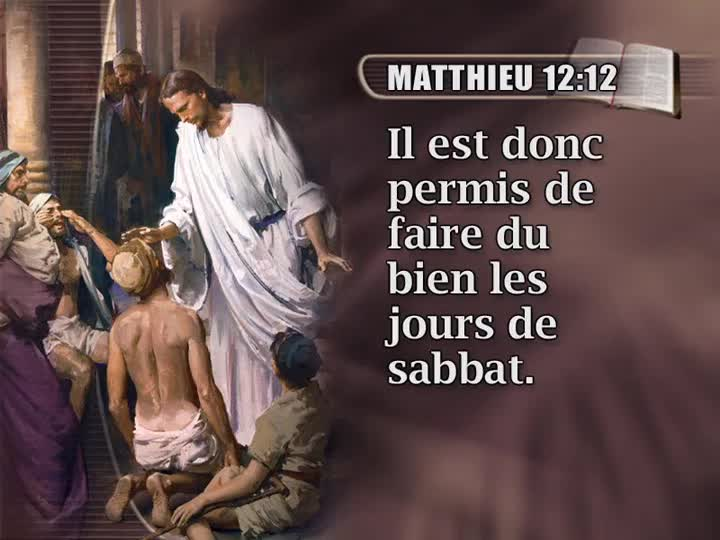 MATTHIEU 12:12
Il est donc
permis de
faire du
bien les
jours de
sabbat.